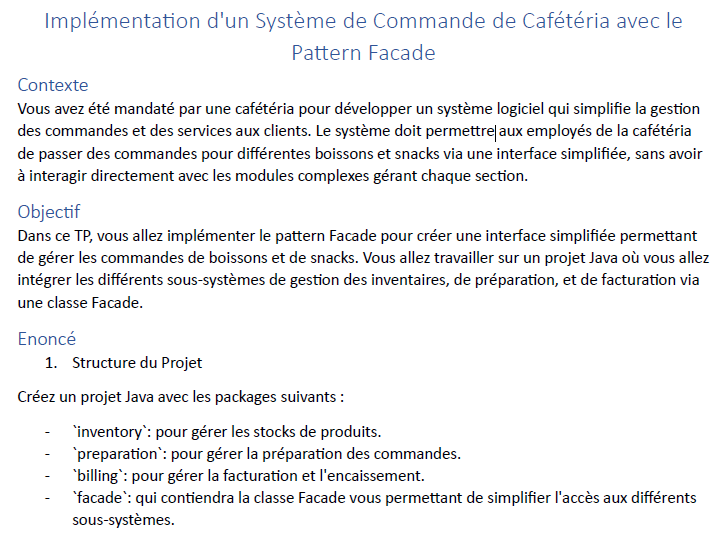 Implémentation d'un Système de Commande de Cafétéria avec le
Pattern Facade
Contexte
Vous avez été mandaté par une cafétéria pour développer un système logiciel qui simplifie la gestion
des commandes et des services aux clients. Le système doit permettre aux employés de la cafétéria
de passer des commandes pour différentes boissons et snacks via une interface simplifiée, sans avoir
à interagir directement avec les modules complexes gérant chaque section.
Objectif
Dans ce TP, vous allez implémenter le pattern Facade pour créer une interface simplifiée permettant
de gérer les commandes de boissons et de snacks. Vous allez travailler sur un projet Java où vous allez
intégrer les différents sous-systèmes de gestion des inventaires, de préparation, et de facturation via
une classe Facade.
Enoncé
1. Structure du Projet
Créez un projet Java avec les packages suivants :
- `inventory`: pour gérer les stocks de produits.
- `preparation`: pour gérer la préparation des commandes.
- `billing`: pour gérer la facturation et l'encaissement.
- `facade`: qui contiendra la classe Facade vous permettant de simplifier l'accès aux différents
sous-systèmes.